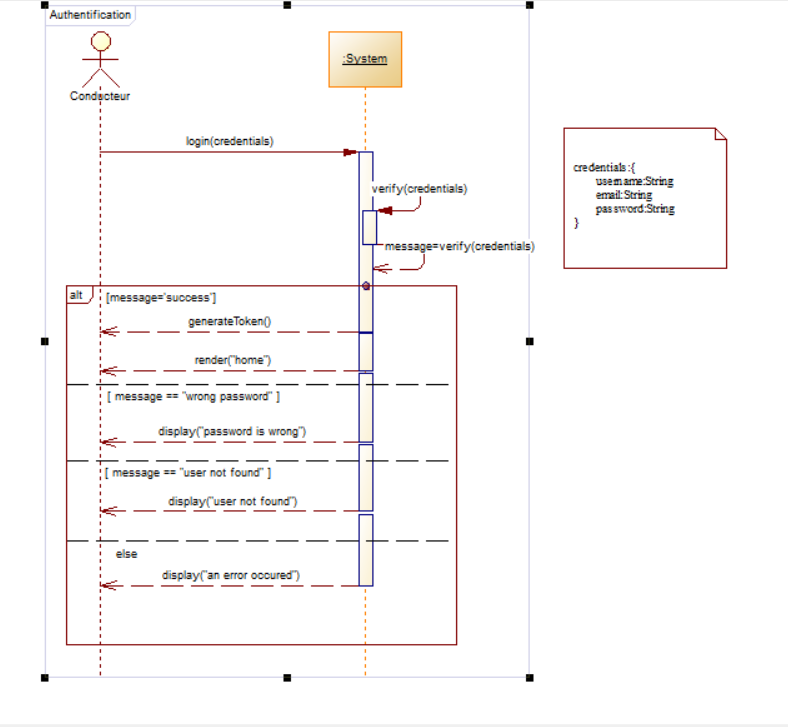 Authentification
:System
Conducteur
login(credentials)
verify(credentials)
credentials:{
username:String
email:String
password:String
}
message=verify(credentials)
alt
[message='success']
generateToken()
render("home")
[ message == "wrong password" ]
display("password is wrong")
[ message == "user not found" ]
display("user not found")
else
display("an error occured")